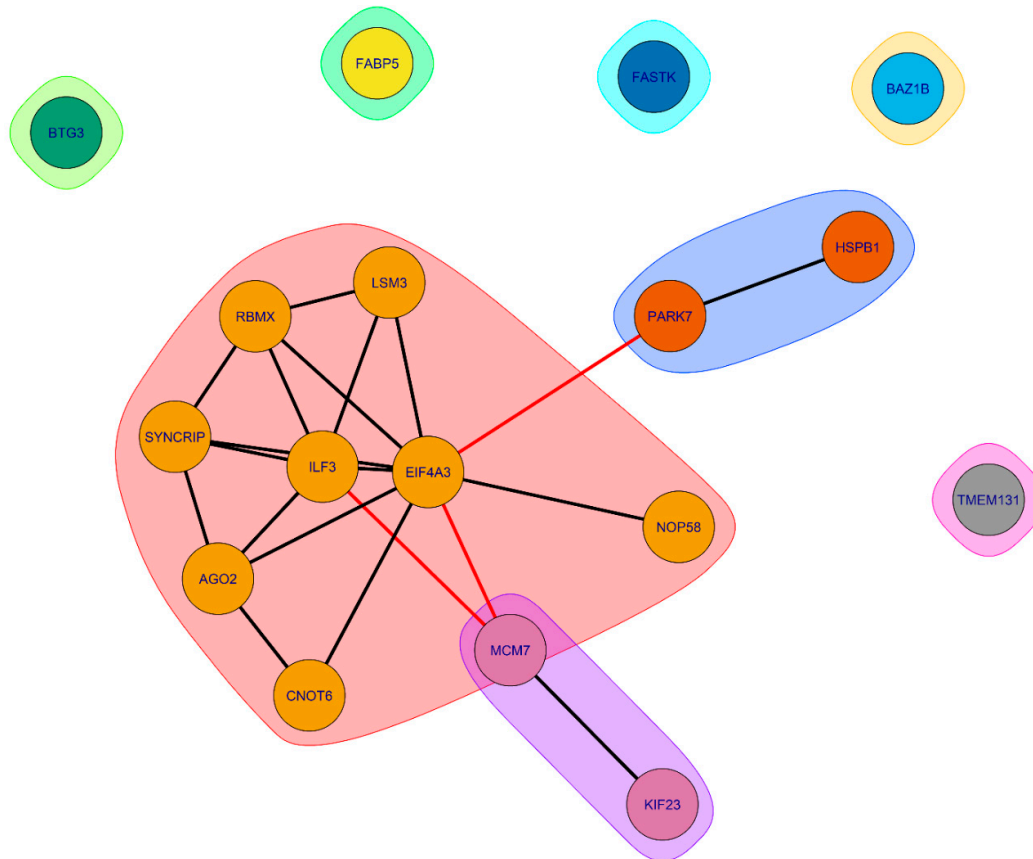 FABP5
FASTK
BAZ1B
BTG3
HSPB1
LSM3
RBMX
PARK7
SYNCRIP
ILF3
EIF4A3
TMEM131
NOP58
AGO2
MCM7
CNOT6
KIF23